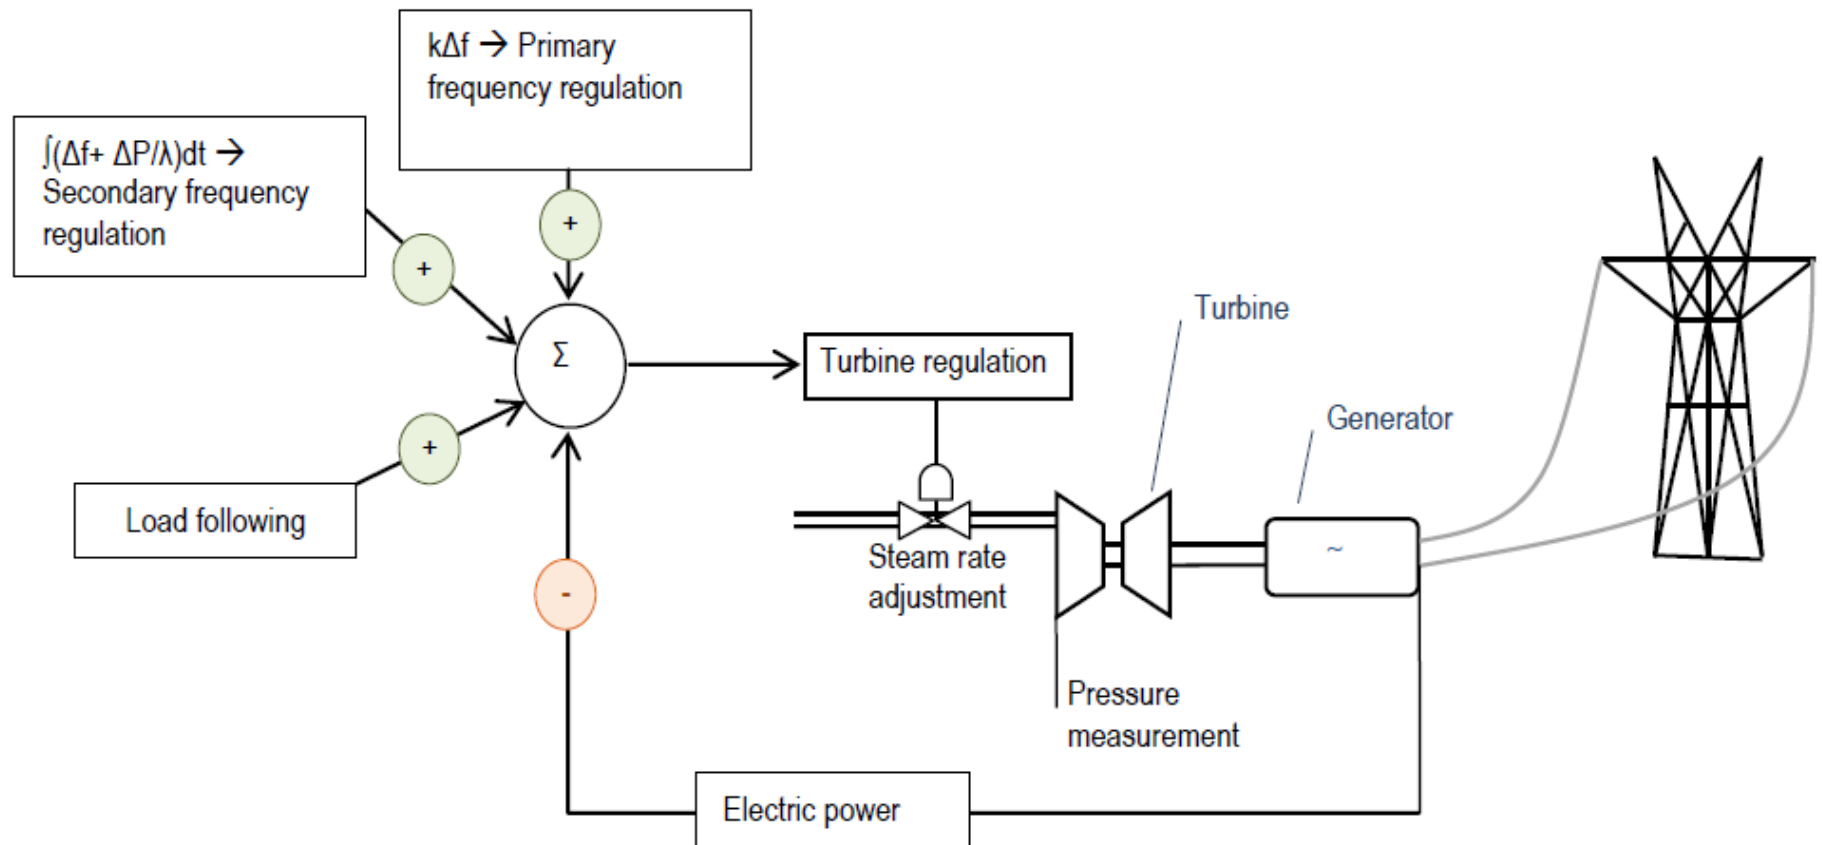 kΔf → Primary
frequency regulation
∫(Δf+ ΔP/λ)dt →
Secondary frequency
regulation
+
+
Σ
Turbine regulation
Turbine
Generator
+
Load following
Steam rate
adjustment
~
-
Pressure
measurement
Electric power